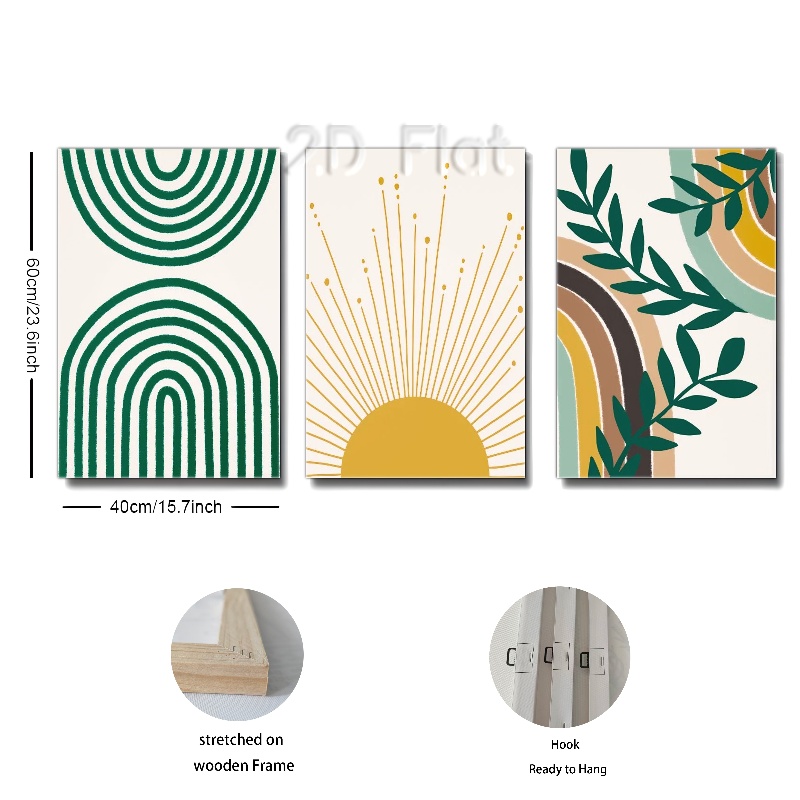 2D Flat
60cm/23.6inch
40cm/15.7inch
stretched on
wooden Frame
Hook
Ready to Hang